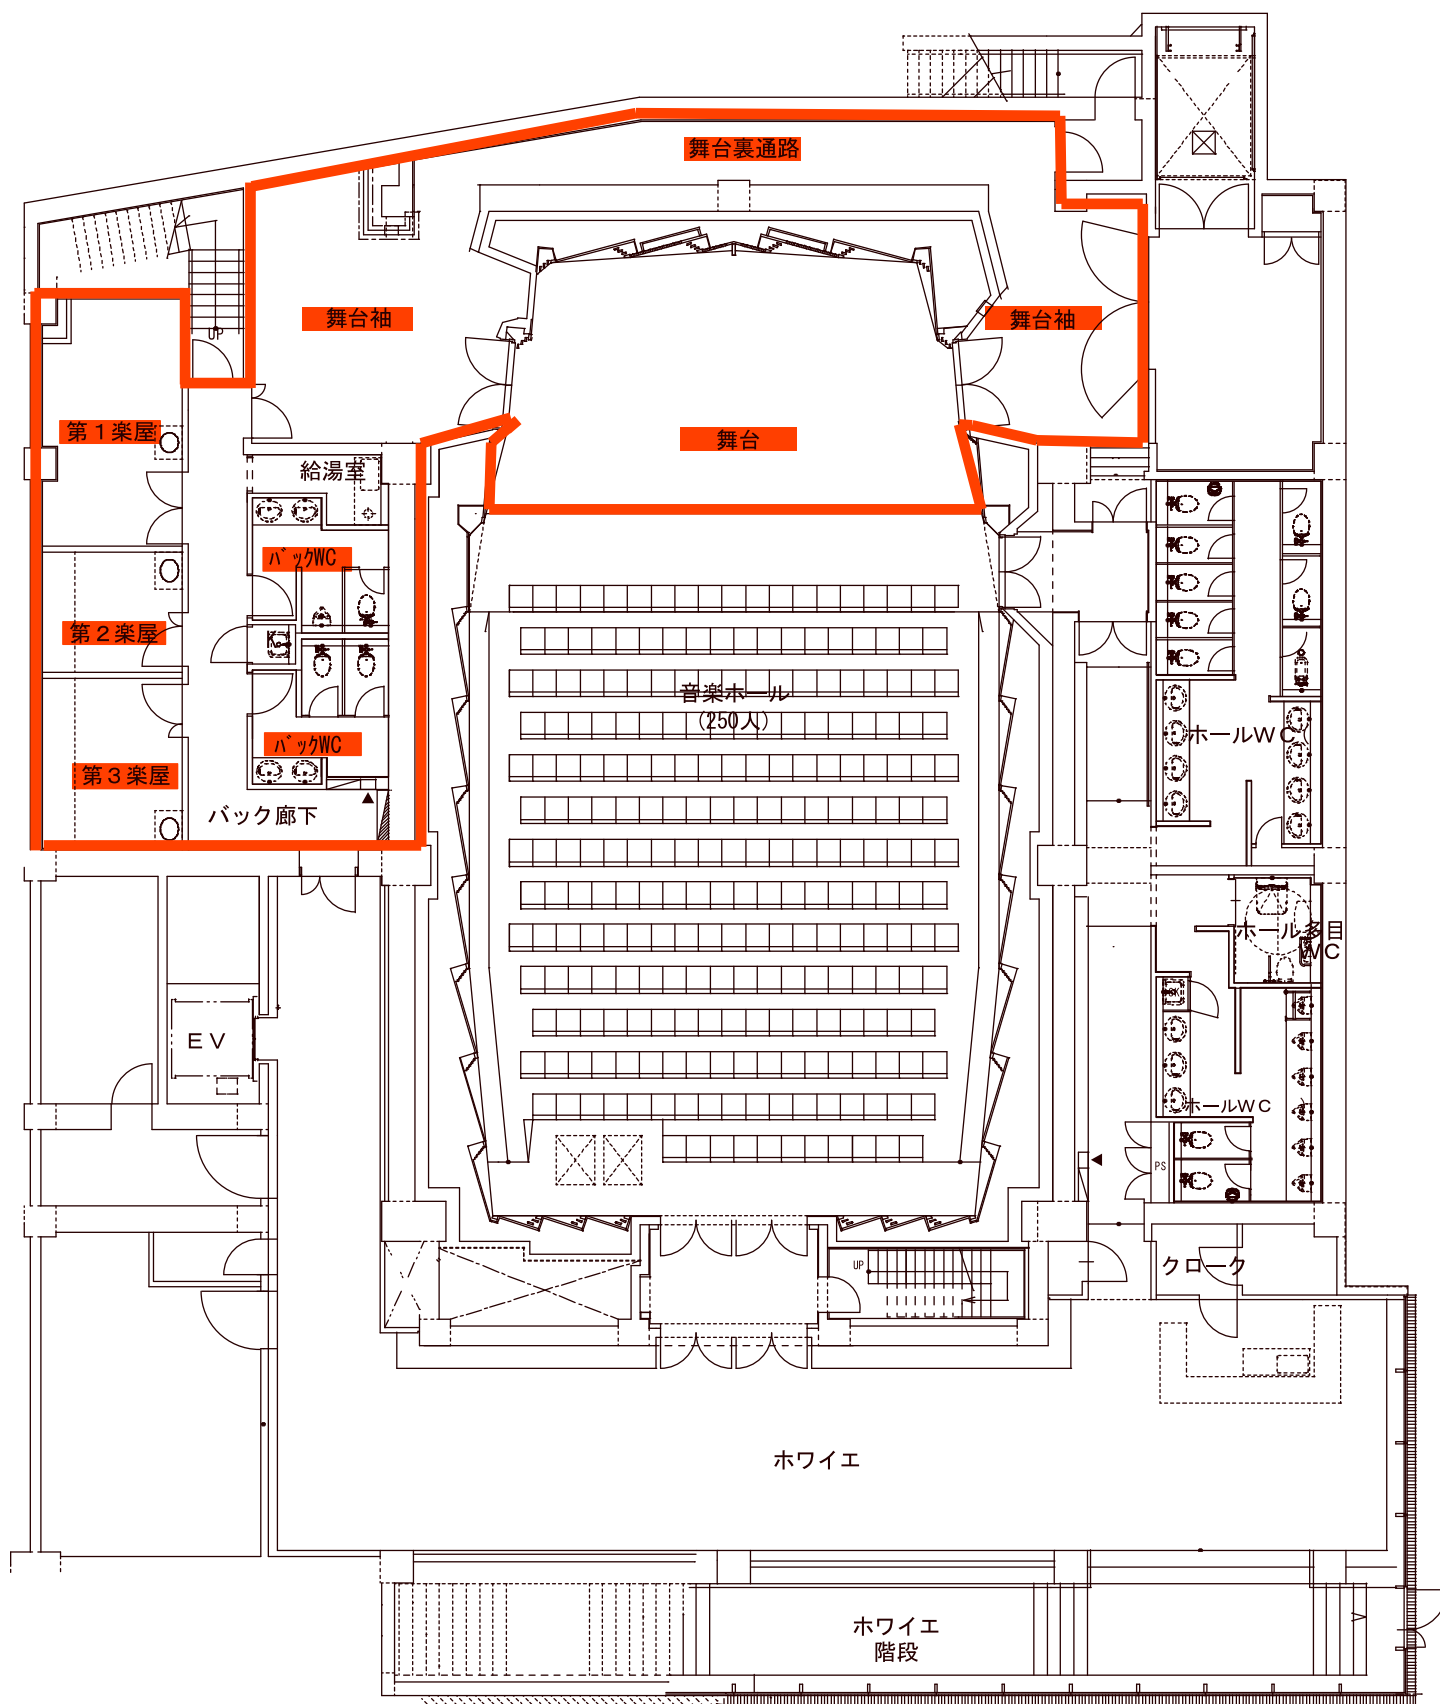 舞台裏通路
舞台袖
舞台袖
UP
第１楽屋
舞台
給湯室
バックWC
第２楽屋
音楽ホール
(250人)
ホールＷＣ
バックWC
第３楽屋
バック廊下
ホール多目
ＷＣ
ＥＶ
ホールＷＣ
PS
UP
クローク
ホワイエ
ホワイエ
階段